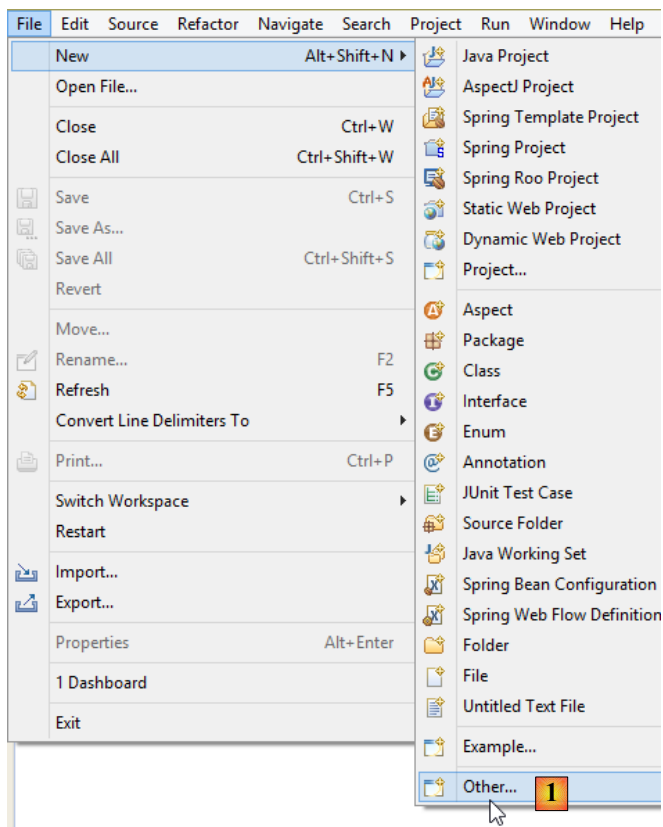 File Edit Source Refactor Navigate Search Project Run Window Help
New Alt+Shift+N
Open File...
Close Ctrl+W
Close All Ctrl+Shift+W
Save Ctrl+S
Save As...
Save All Ctrl+Shift+S
Revert
Move...
Rename... F2
Refresh F5
Convert Line Delimiters To
Print... Ctrl+P
Switch Workspace
Restart
Import...
Export...
Properties Alt+Enter
1 Dashboard
Exit
Java Project
AspectJ Project
Spring Template Project
Spring Project
Spring Roo Project
Static Web Project
Dynamic Web Project
Project...
Aspect
Package
Class
Interface
Enum
Annotation
JUnit Test Case
Source Folder
Java Working Set
Spring Bean Configuration
Spring Web Flow Definition
Folder
File
Untitled Text File
Example...
Other... 1